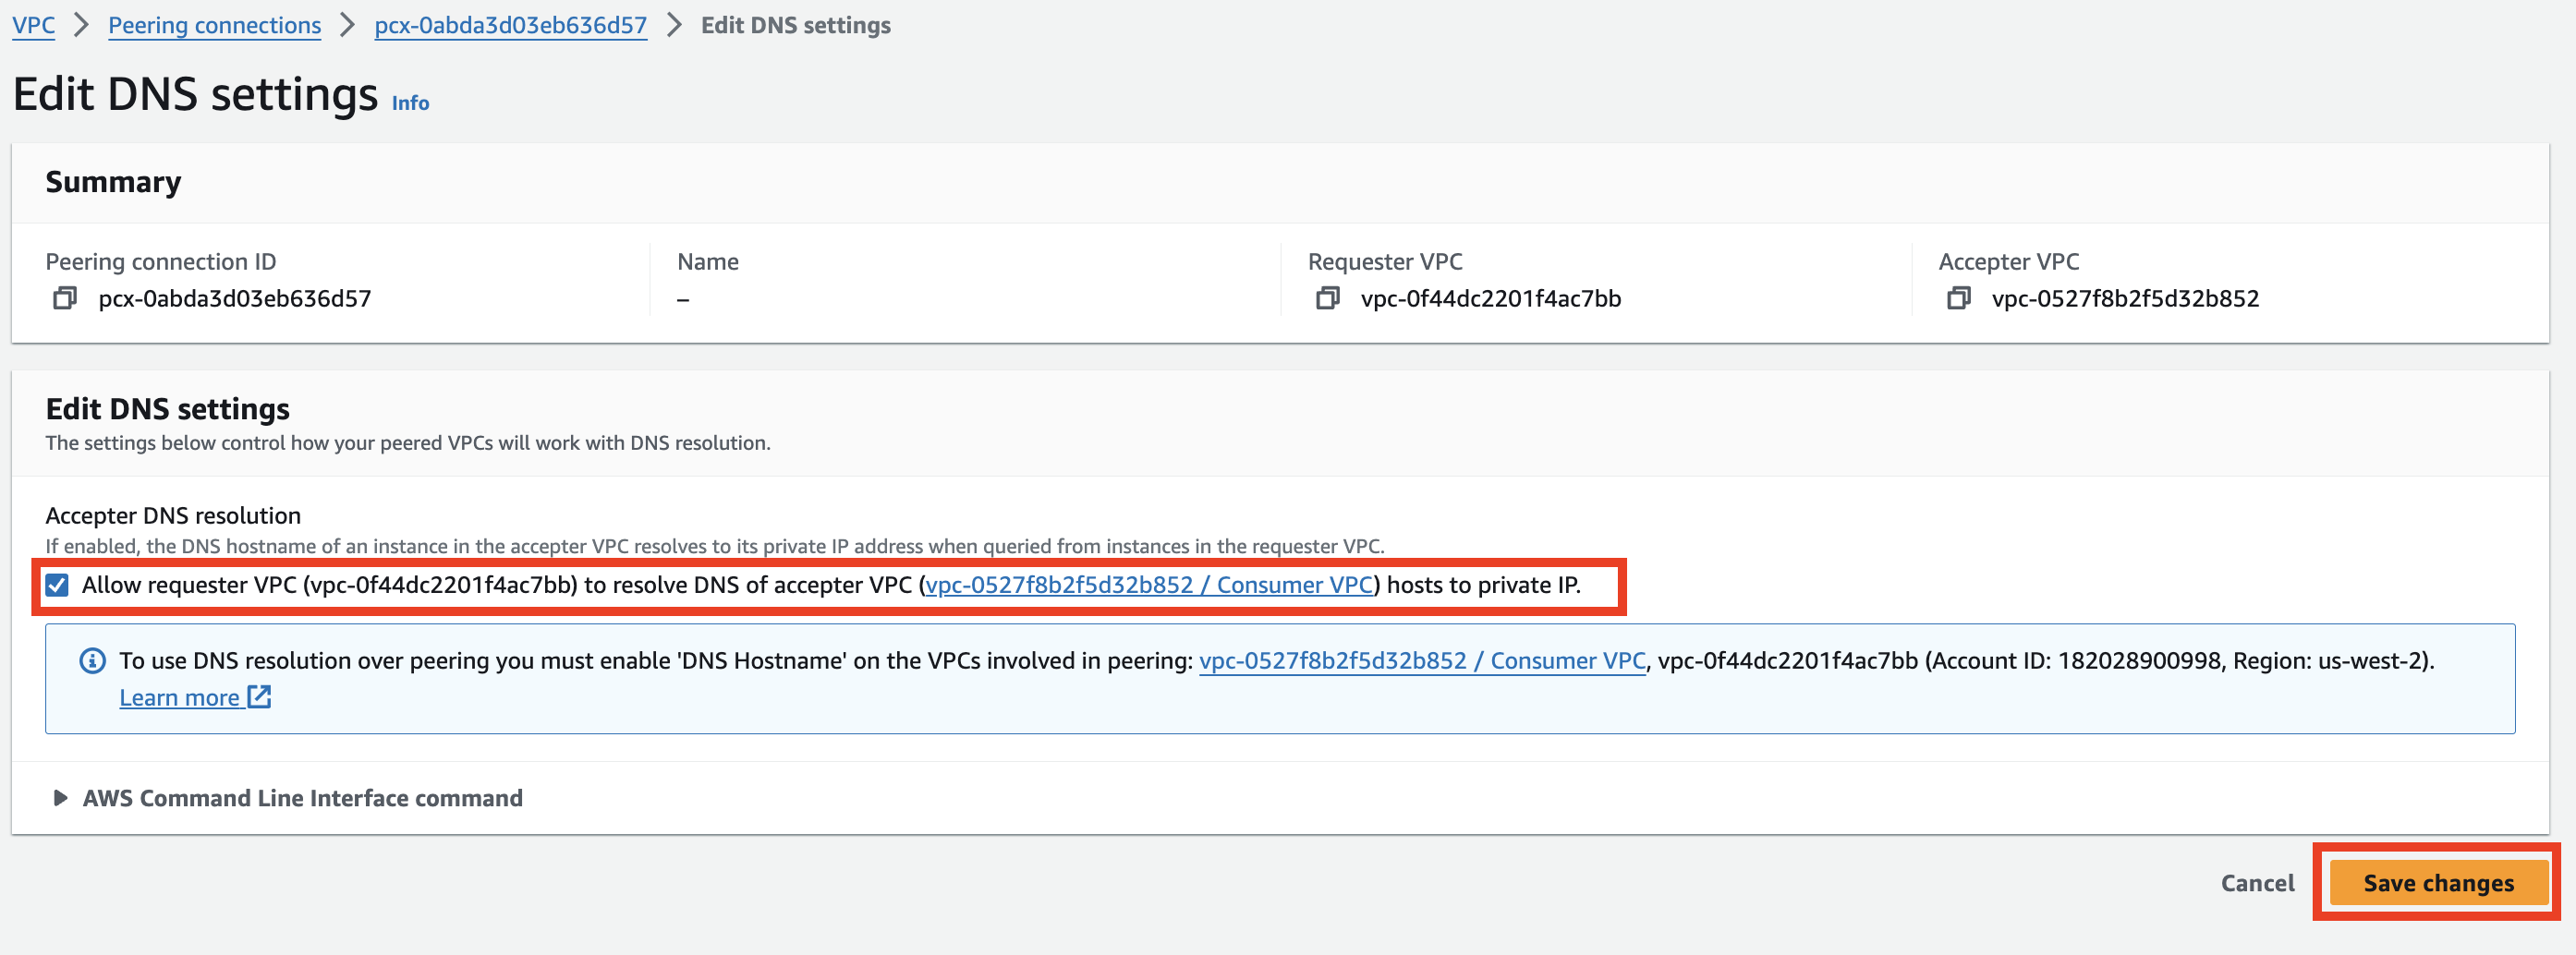 VPC > Peering connections > pcx-0abda3d03eb636d57 > Edit DNS settings
Edit DNS settings Info
Summary
Peering connection ID
pcx-0abda3d03eb636d57
Name
–
Requester VPC
vpc-0f44dc2201f4ac7bb
Accepter VPC
vpc-0527f8b2f5d32b852
Edit DNS settings
The settings below control how your peered VPCs will work with DNS resolution.
Accepter DNS resolution
If enabled, the DNS hostname of an instance in the accepter VPC resolves to its private IP address when queried from instances in the requester VPC.
Allow requester VPC (vpc-0f44dc2201f4ac7bb) to resolve DNS of accepter VPC (vpc-0527f8b2f5d32b852 / Consumer VPC) hosts to private IP.
To use DNS resolution over peering you must enable 'DNS Hostname' on the VPCs involved in peering: vpc-0527f8b2f5d32b852 / Consumer VPC, vpc-0f44dc2201f4ac7bb (Account ID: 182028900998, Region: us-west-2).
Learn more
AWS Command Line Interface command
Cancel
Save changes